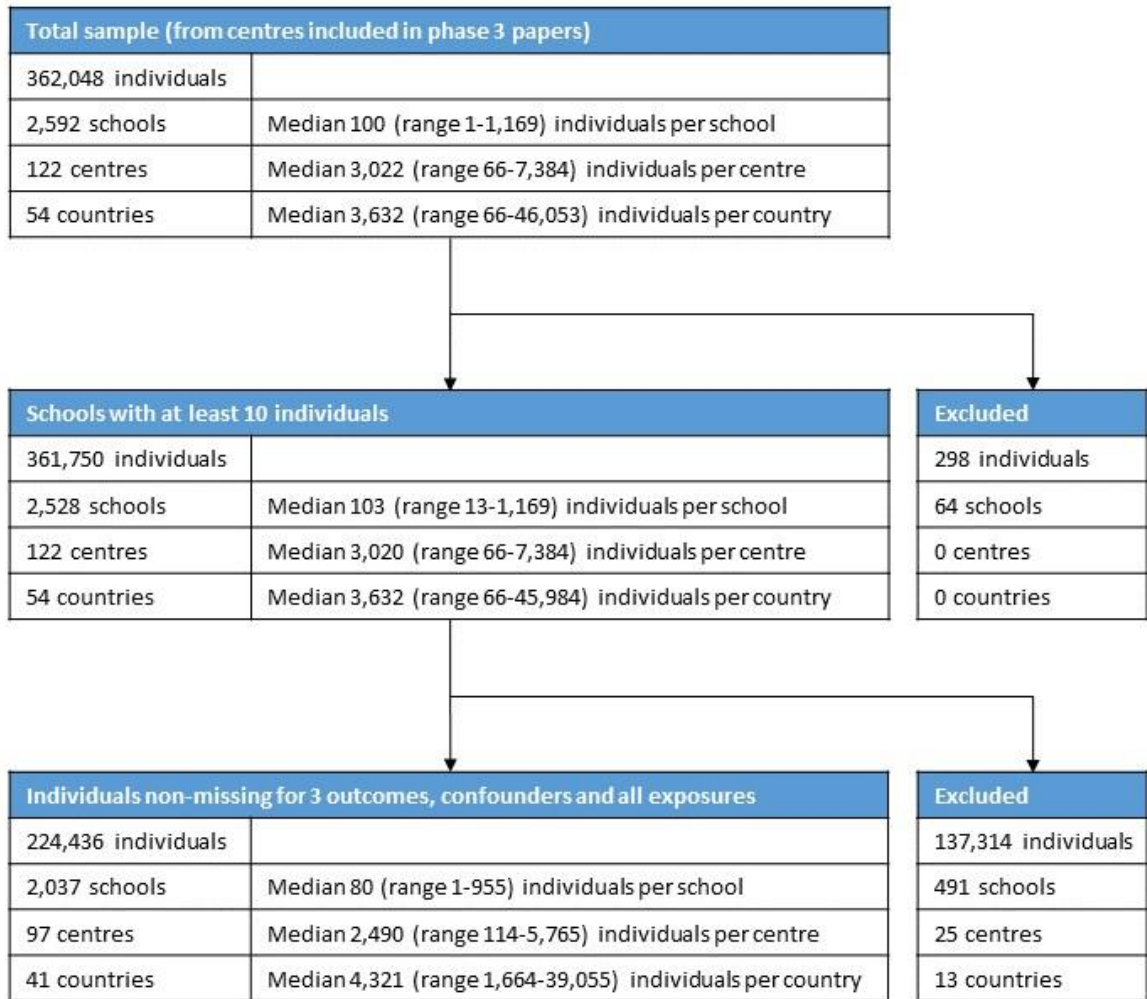 Total sample (from centres included in phase 3 papers)
362,048 individuals
2,592 schools Median 100 (range 1-1,169) individuals per school
122 centres Median 3,022 (range 66-7,384) individuals per centre
54 countries Median 3,632 (range 66-46,053) individuals per country
Schools with at least 10 individuals
361,750 individuals
2,528 schools Median 103 (range 13-1,169) individuals per school
122 centres Median 3,020 (range 66-7,384) individuals per centre
54 countries Median 3,632 (range 66-45,984) individuals per country
Excluded
298 individuals
64 schools
0 centres
0 countries
Individuals non-missing for 3 outcomes, confounders and all exposures
224,436 individuals
2,037 schools Median 80 (range 1-955) individuals per school
97 centres Median 2,490 (range 114-5,765) individuals per centre
41 countries Median 4,321 (range 1,664-39,055) individuals per country
Excluded
137,314 individuals
491 schools
25 centres
13 countries